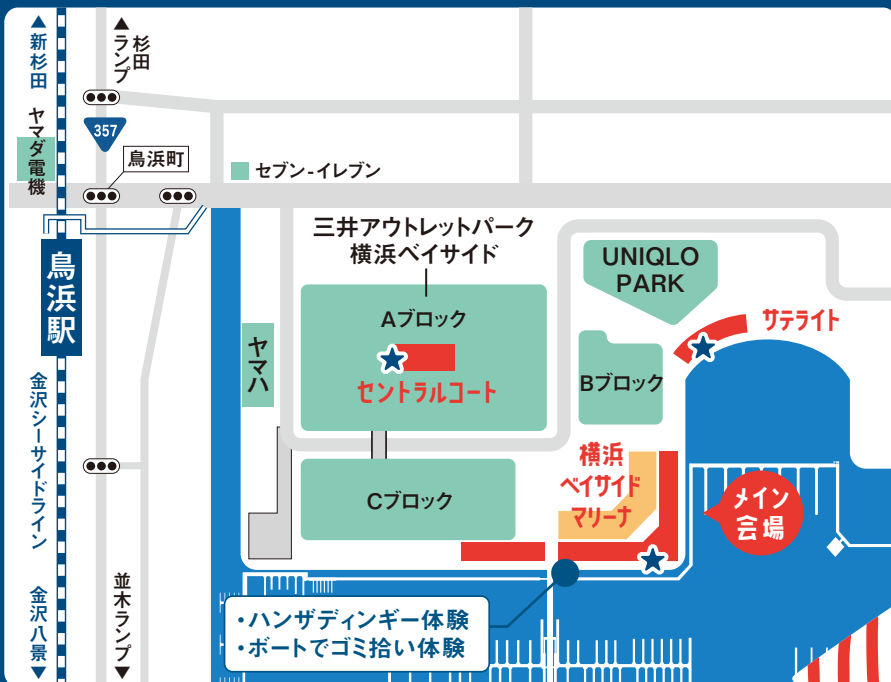 ▲新杉田
▲杉田ランプ
ヤマダ電機
357
鳥浜町
セブン-イレブン
三井アウトレットパーク
横浜ベイサイド
UNIQLO
PARK
鳥浜駅
Aブロック
サテライト
ヤマハ
セントラルコート
Bブロック
金沢シーサイドライン
横浜
ベイサイド
マリーナ
Cブロック
メイン
会場
金沢八景▼
並木ランプ▼
・ハンザディンギー体験
・ボートでゴミ拾い体験